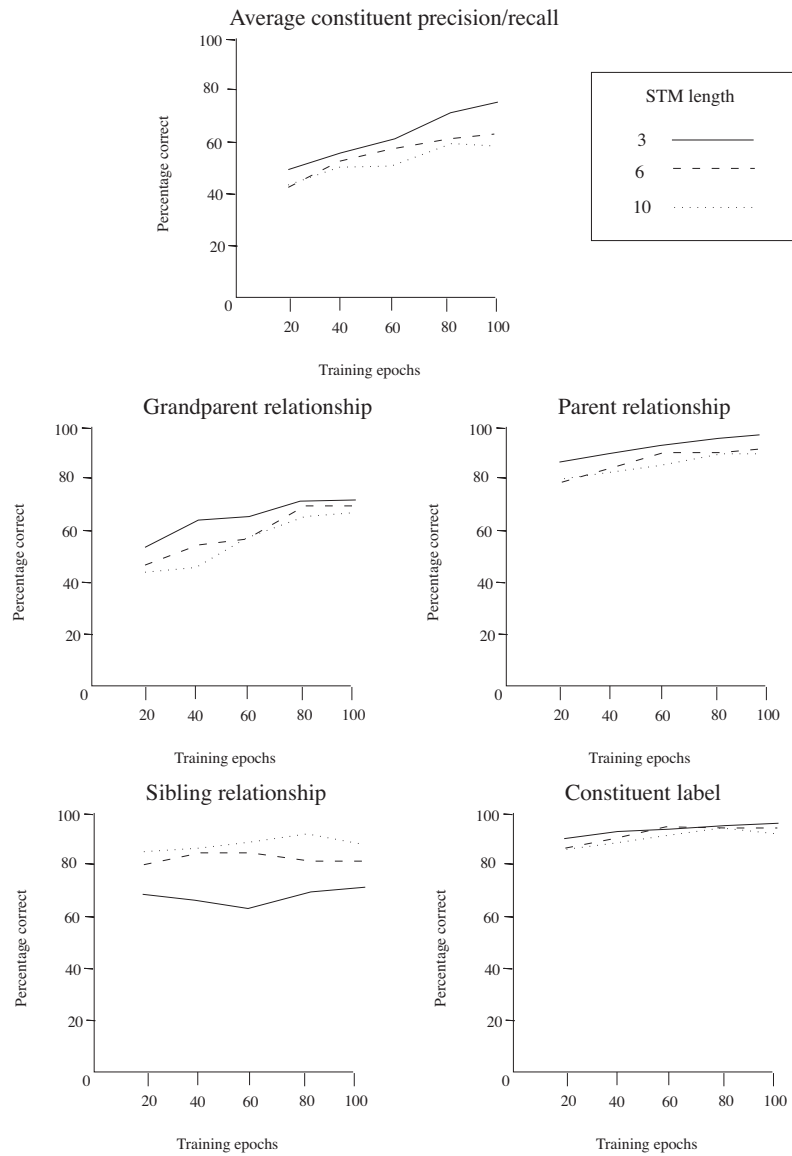 Average constituent precision/recall
100
80
60
40
20
0
Percentage correct
20 40 60 80 100
Training epochs
STM length
3
6
10
Grandparent relationship
100
80
60
40
20
0
Percentage correct
20 40 60 80 100
Training epochs
Parent relationship
100
80
60
40
20
0
Percentage correct
20 40 60 80 100
Training epochs
Sibling relationship
100
80
60
40
20
0
Percentage correct
20 40 60 80 100
Training epochs
Constituent label
100
80
60
40
20
0
Percentage correct
20 40 60 80 100
Training epochs